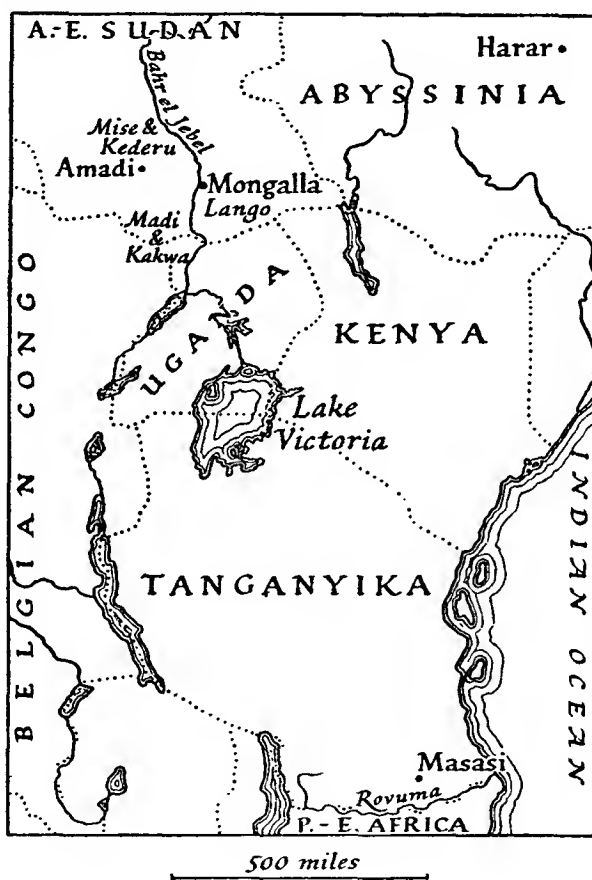 A.-E. SUDAN
Harar
ABYSSINIA
Bahr el Jebel
Mise &
Kederu
Amadi
Mongalla
Lango
Madi
&
Kakwa
UGANDA
KENYA
Lake
Victoria
BELGIAN CONGO
INDIAN OCEAN
TANGANYIKA
Masasi
Rovuma
P.-E. AFRICA
500 miles